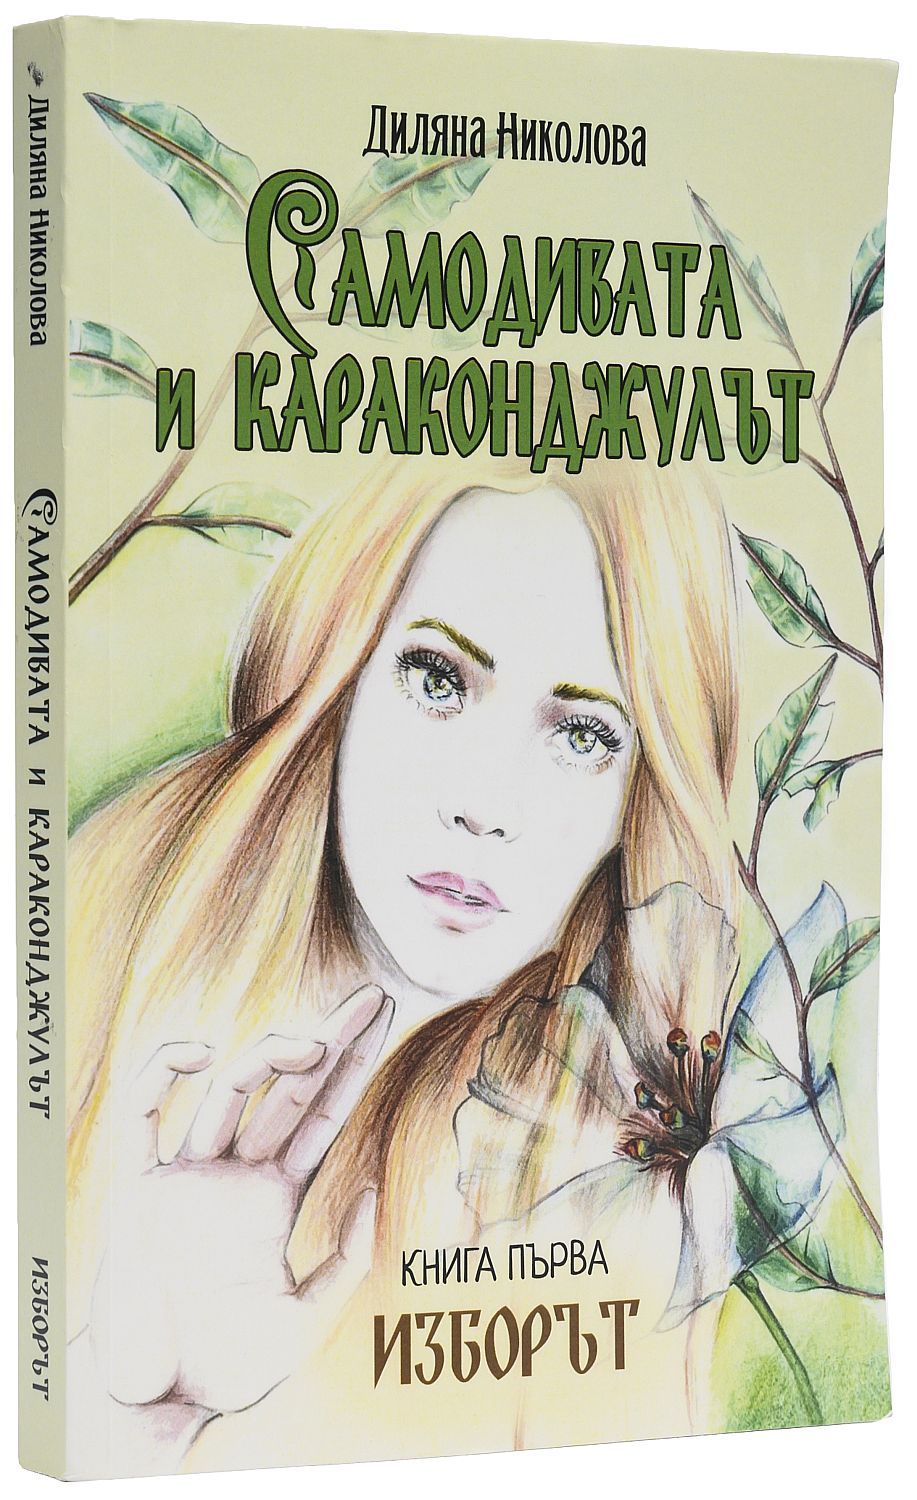 Диляна Николова
Самодивата
и караконджулът
книга първа
Изборът
Диляна Николова
Самодивата и караконджулът
Изборът